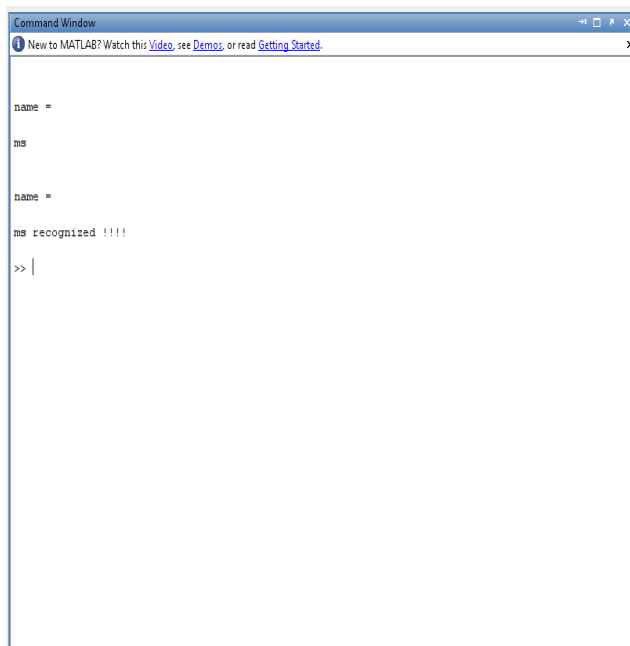 Command Window
New to MATLAB? Watch this Video, see Demos, or read Getting Started.
name =
ms
name =
ms recognized !!!!
>>